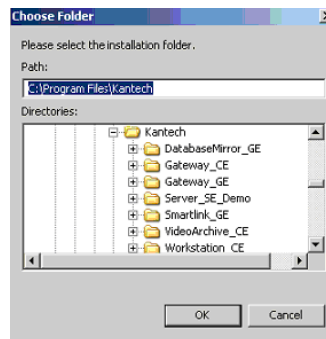 Choose Folder
Please select the installation folder.
Path:
C:\Program Files\Kantech
Directories:
Kantech
DatabaseMirror_GE
Gateway_CE
Gateway_GE
Server_SE_Demo
Smartlink_GE
VideoArchive_CE
Workstation_CE
OK Cancel